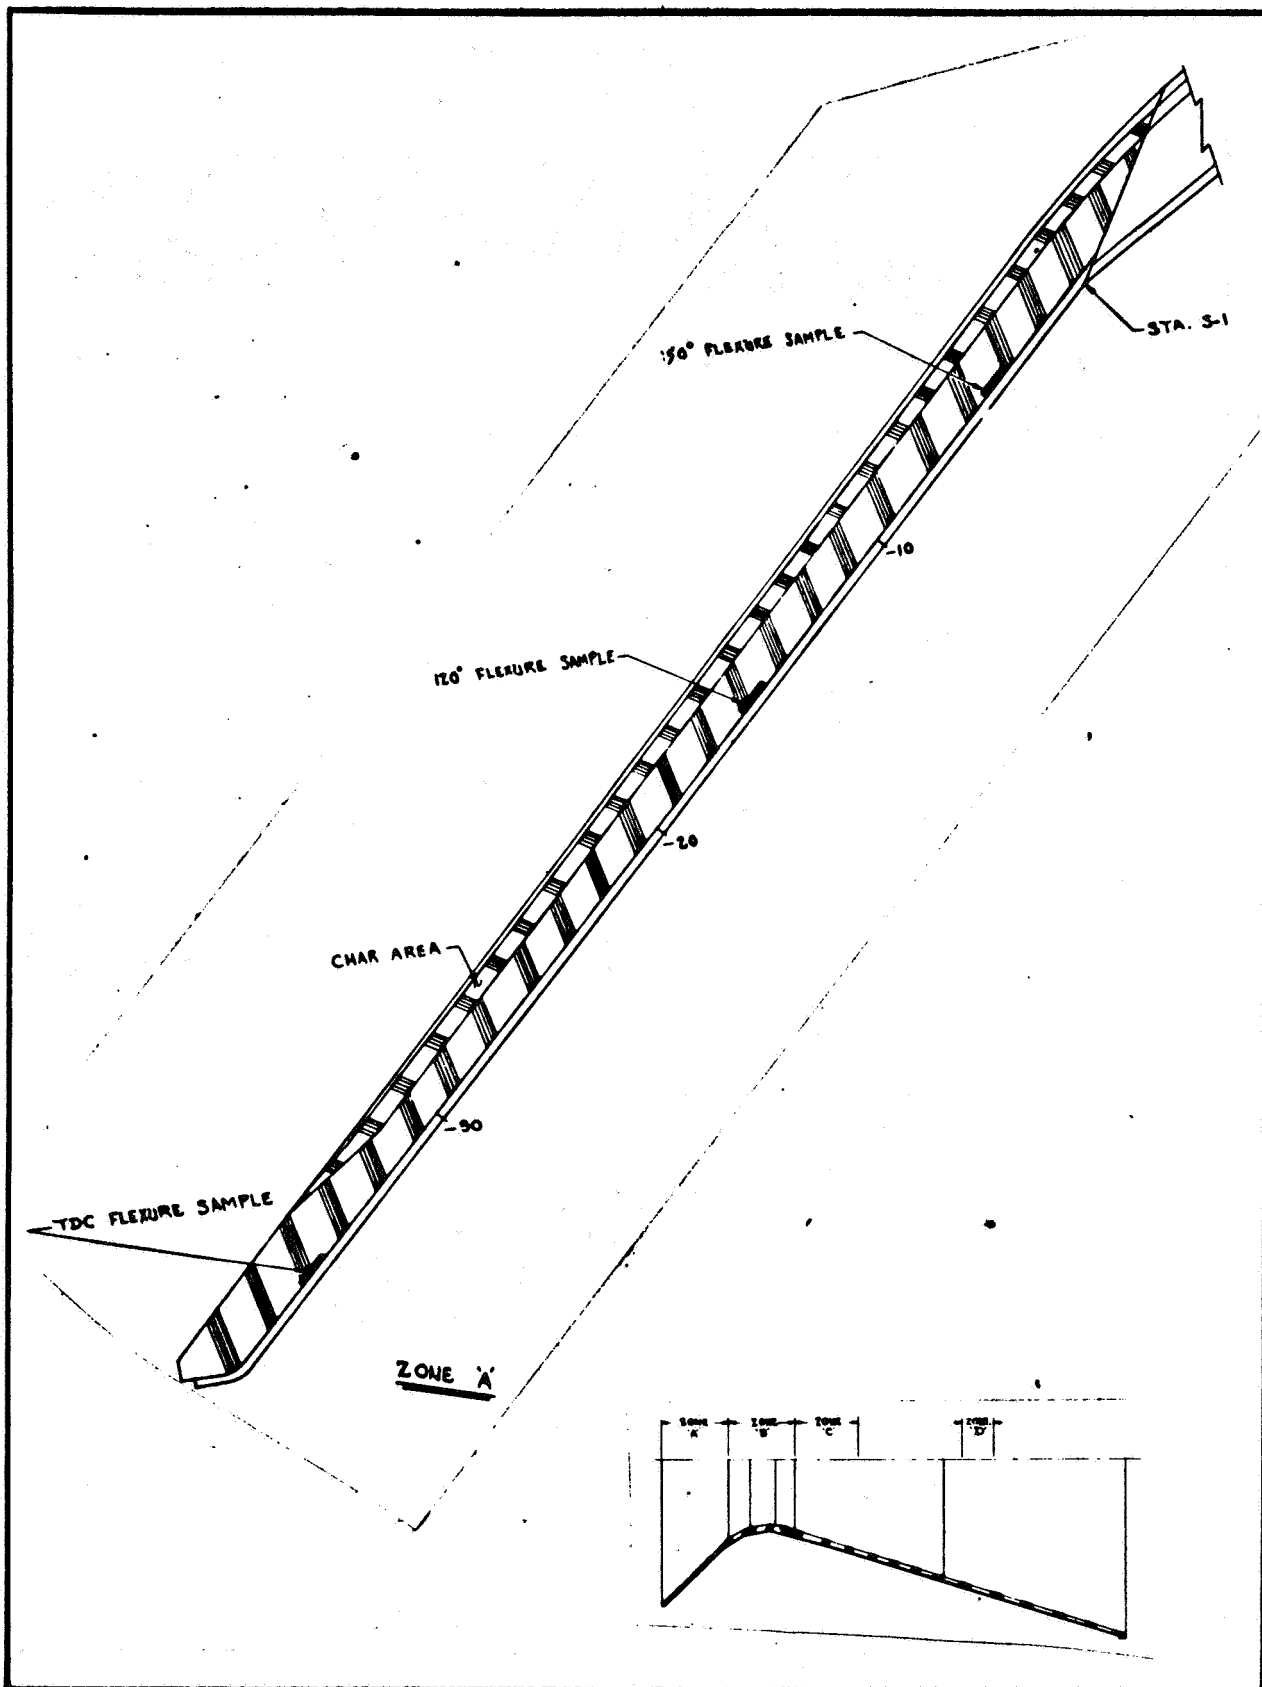 STA. S-1
FLEXURE SAMPLE
-10
120° FLEXURE SAMPLE
-20
CHAR AREA
-30
TDC FLEXURE SAMPLE
ZONE 'A'
ZONE 'A'
ZONE 'B'
ZONE 'C'
ZONE 'D'